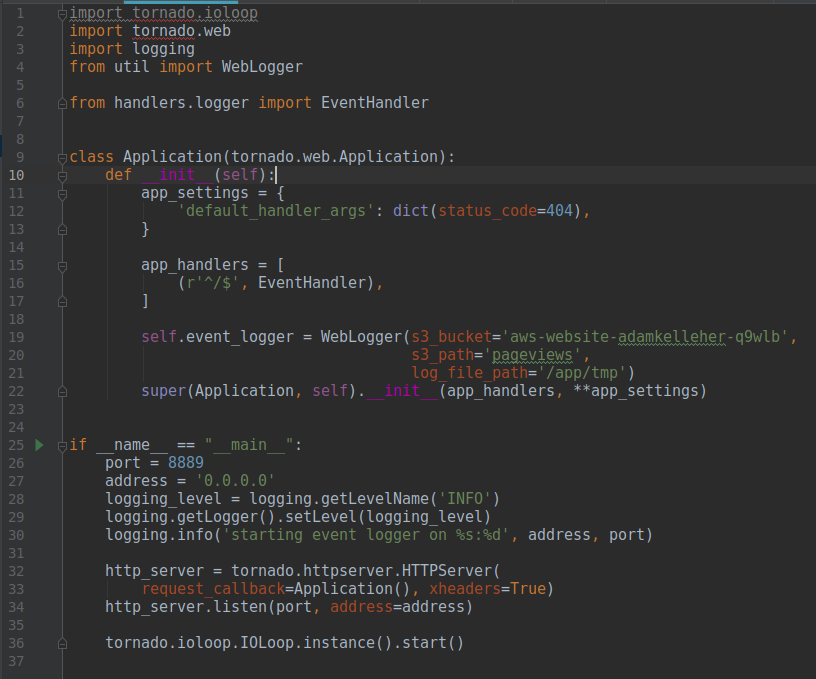 1 import tornado.ioloop
2 import tornado.web
3 import logging
4 from util import WebLogger
5
6 from handlers.logger import EventHandler
7
8
9 class Application(tornado.web.Application):
10     def __init__(self):
11         app_settings = {
12             'default_handler_args': dict(status_code=404),
13         }
14
15         app_handlers = [
16             (r'^/$', EventHandler),
17         ]
18
19         self.event_logger = WebLogger(s3_bucket='aws-website-adamkelleher-q9wlb',
20                                       s3_path='pageviews',
21                                       log_file_path='/app/tmp')
22         super(Application, self).__init__(app_handlers, **app_settings)
23
24
25 if __name__ == "__main__":
26     port = 8889
27     address = '0.0.0.0'
28     logging_level = logging.getLevelName('INFO')
29     logging.getLogger().setLevel(logging_level)
30     logging.info('starting event logger on %s:%d', address, port)
31
32     http_server = tornado.httpserver.HTTPServer(
33         request_callback=Application(), xheaders=True)
34     http_server.listen(port, address=address)
35
36     tornado.ioloop.IOLoop.instance().start()
37